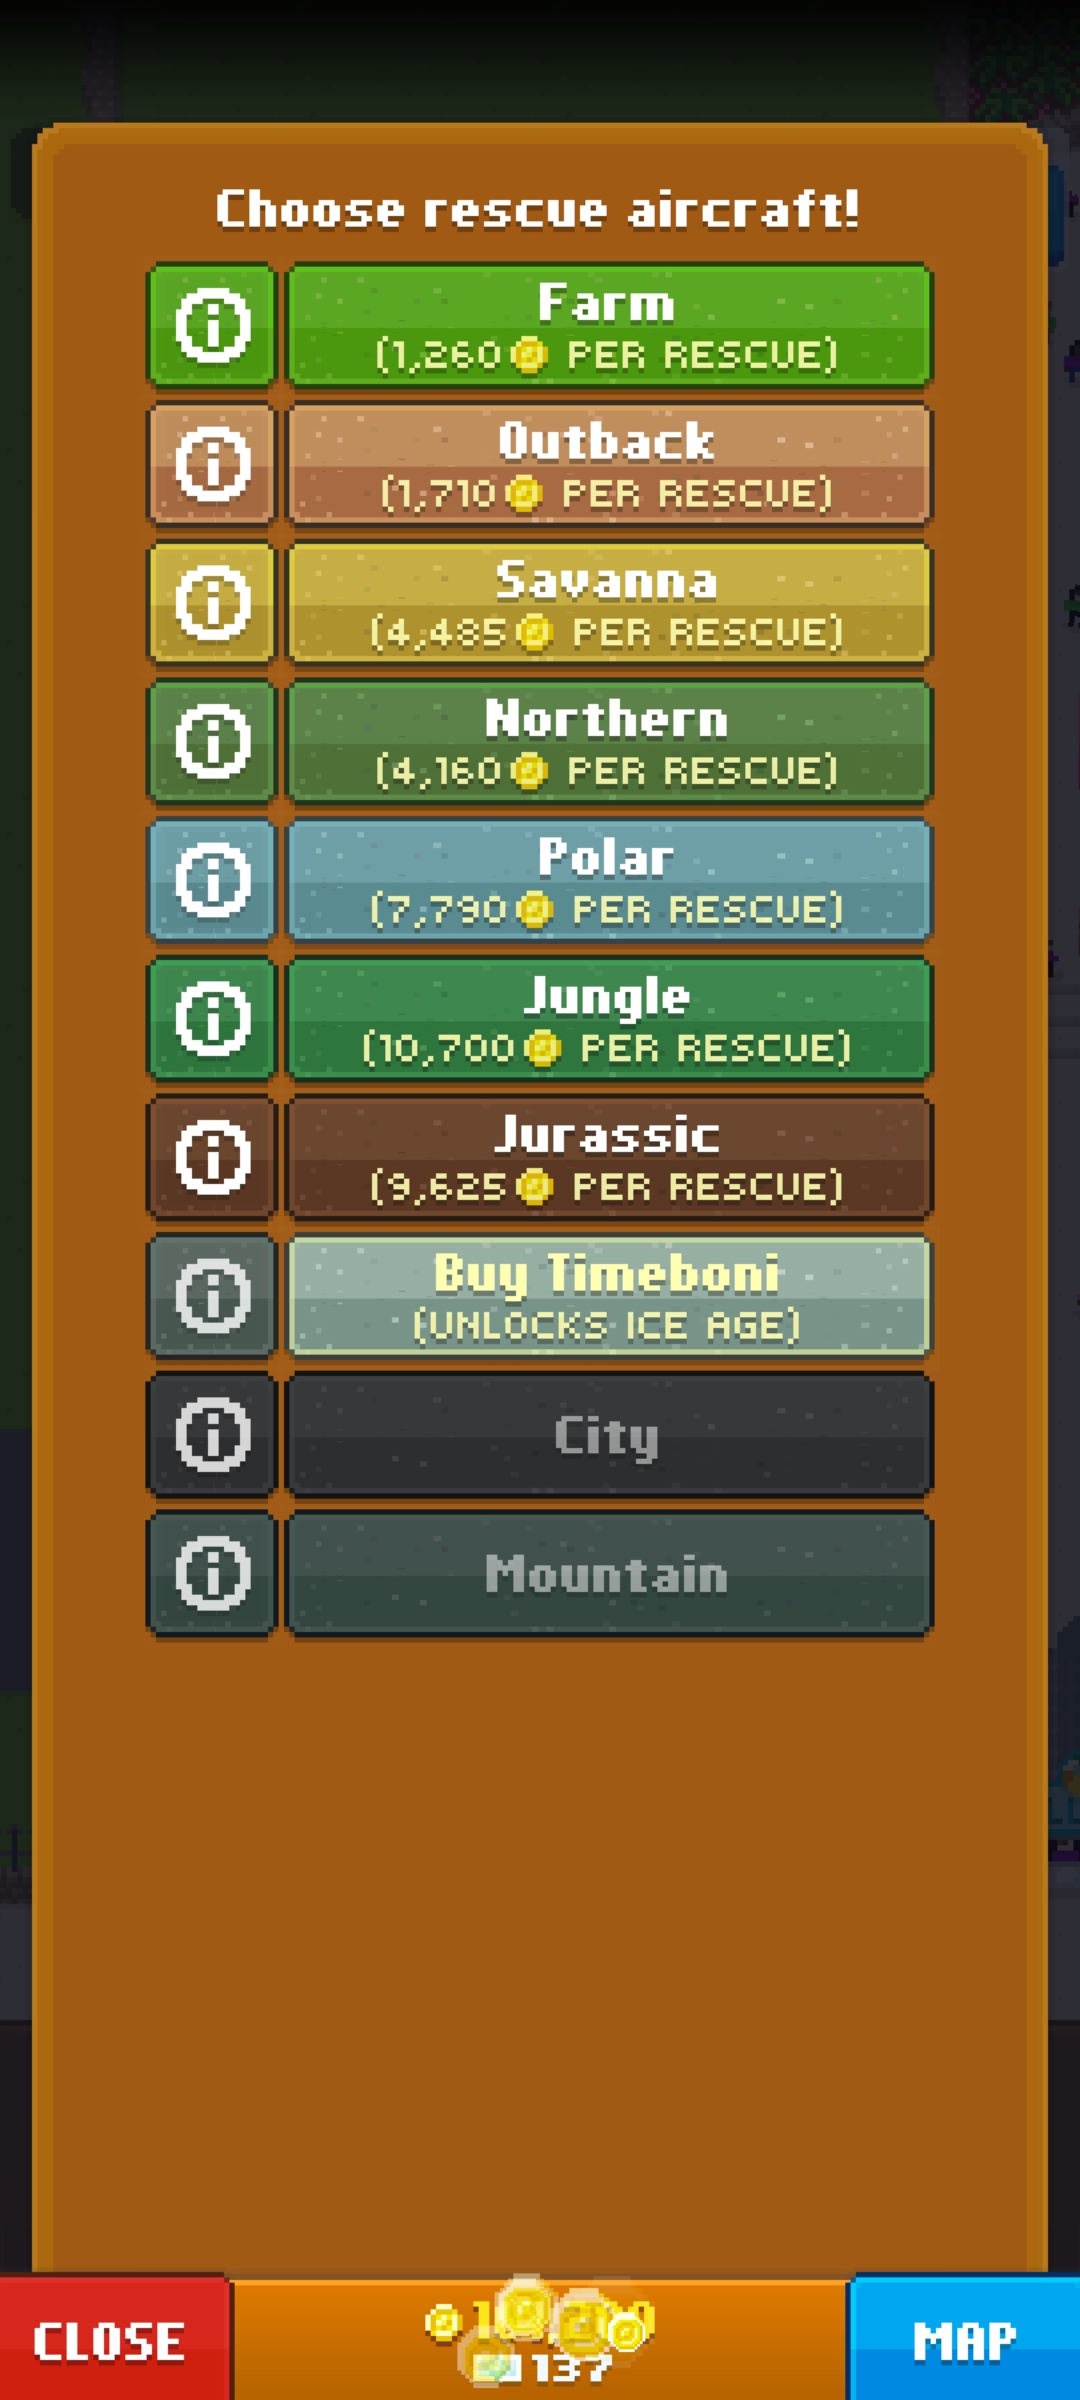 Choose rescue aircraft!
Farm
(1,260 PER RESCUE)
Outback
(1,710 PER RESCUE)
Savanna
(4,485 PER RESCUE)
Northern
(4,160 PER RESCUE)
Polar
(7,790 PER RESCUE)
Jungle
(10,700 PER RESCUE)
Jurassic
(9,625 PER RESCUE)
Buy Timeboni
(UNLOCKS ICE AGE)
City
Mountain
CLOSE
137
MAP